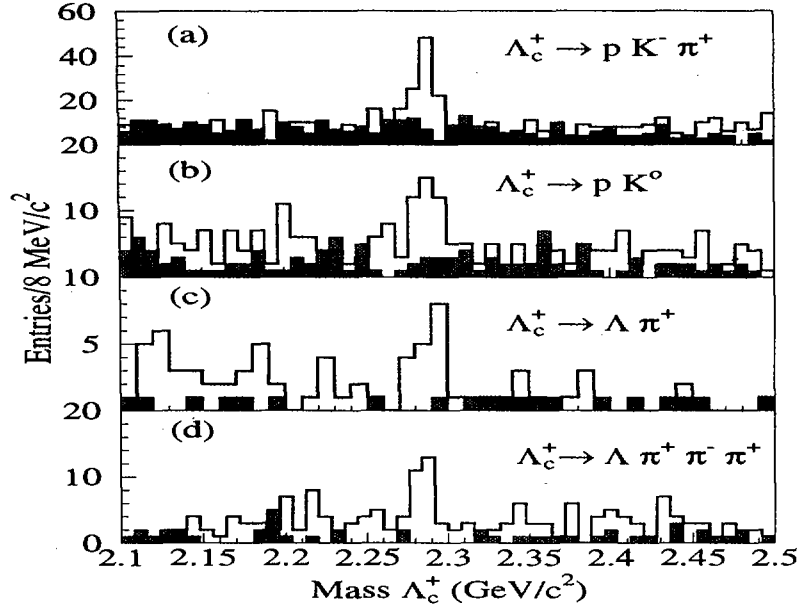 60
(a)
Λc+ → p K- π+
40
20
20
(b)
Λc+ → p Ko
10
10
(c)
Λc+ → Λ π+
5
20
(d)
Λc+ → Λ π+ π- π+
10
0
Entries/8 MeV/c2
2.1 2.15 2.2 2.25 2.3 2.35 2.4 2.45 2.5
Mass Λc+ (GeV/c2)